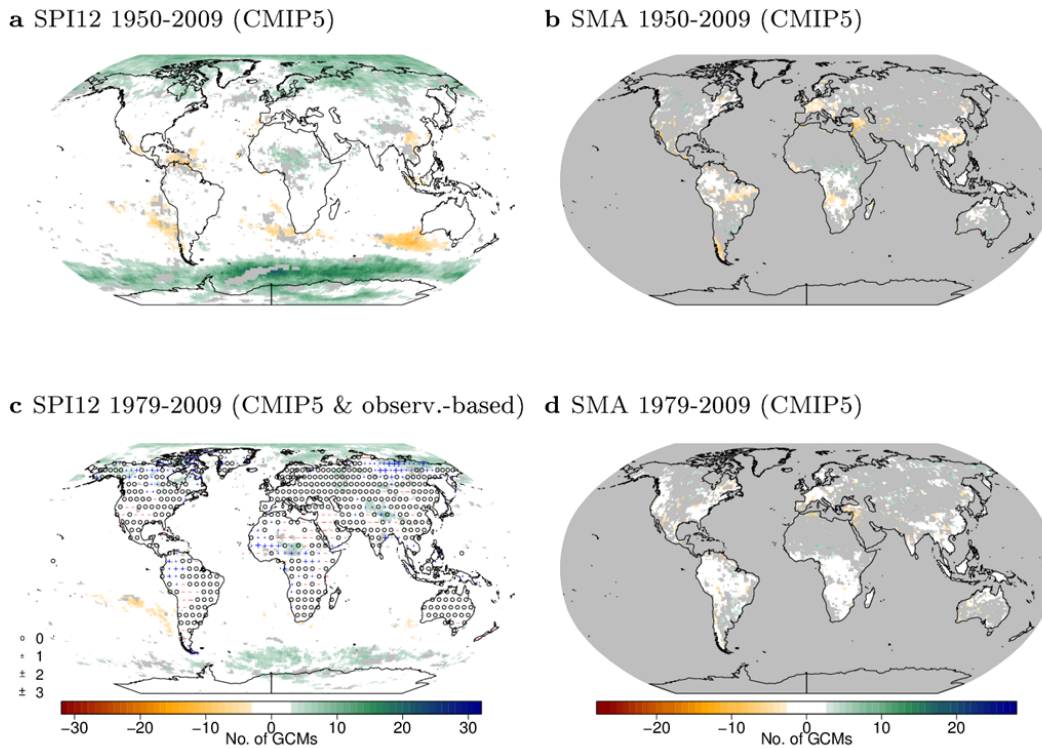 a SPI12 1950-2009 (CMIP5)
b SMA 1950-2009 (CMIP5)
c SPI12 1979-2009 (CMIP5 & observ.-based)
d SMA 1979-2009 (CMIP5)
○ 0
± 1
± 2
± 3
−30 −20 −10 0 10 20 30
No. of GCMs
−20 −10 0 10 20
No. of GCMs